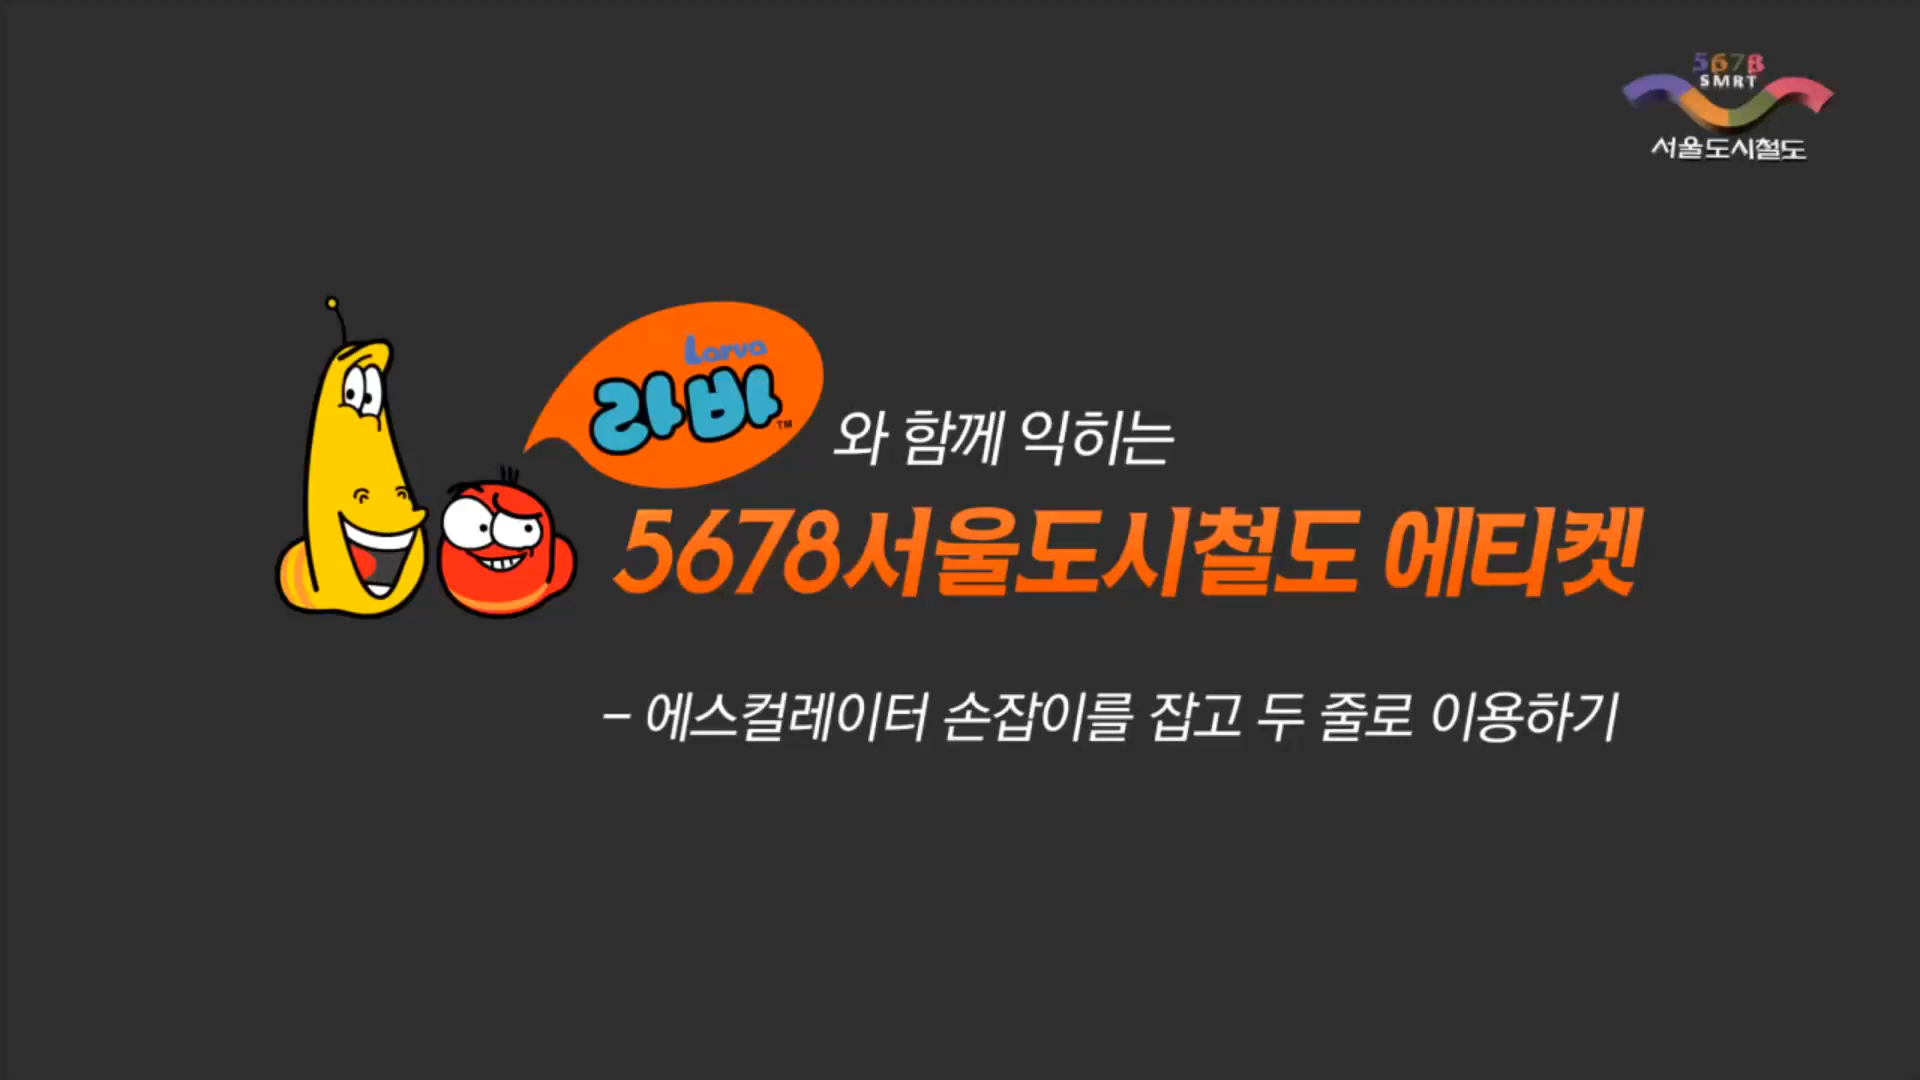 5678
SMRT
서울도시철도
Larva
라바™
와 함께 익히는
5678서울도시철도 에티켓
– 에스컬레이터 손잡이를 잡고 두 줄로 이용하기